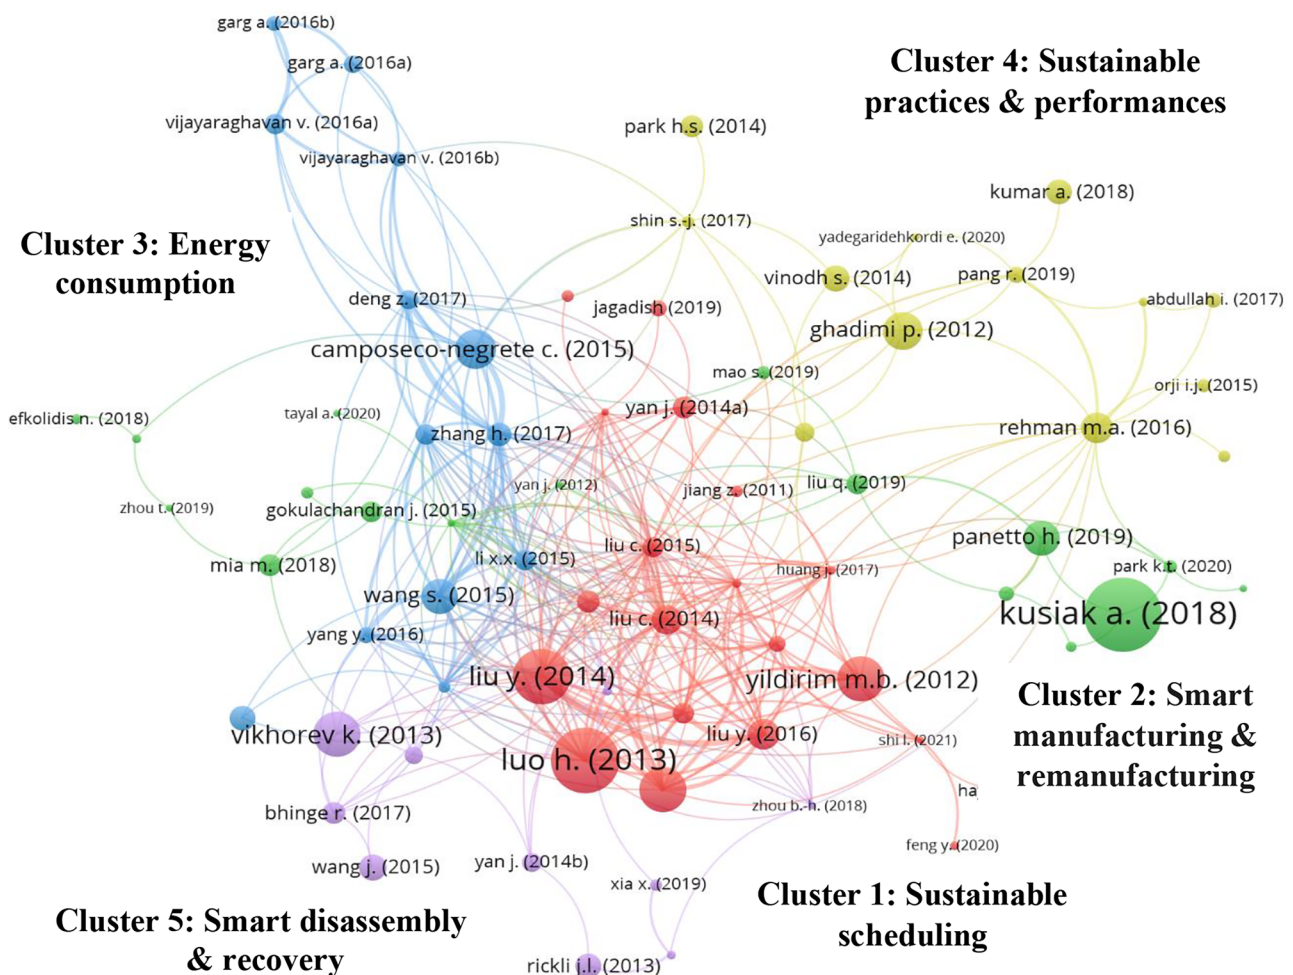 garg a. (2016b)
garg a. (2016a)
Cluster 4: Sustainable
practices & performances
vijayaraghavan v. (2016a)
park h.s. (2014)
vijayaraghavan v. (2016b)
kumar a. (2018)
shin s.-j. (2017)
yadegaridehkordi e. (2020)
Cluster 3: Energy
consumption
vinodh s. (2014)
pang r. (2019)
deng z. (2017)
jagadish (2019)
abdullah i. (2017)
ghadimi p. (2012)
camposeco-negrete c. (2015)
mao s. (2019)
orji i.j. (2015)
efkolidis n. (2018)
tayal a. (2020)
yan j. (2014a)
zhang h. (2017)
rehman m.a. (2016)
yan j. (2012)
jiang z. (2011)
liu q. (2019)
zhou t. (2019)
gokulachandran j. (2015)
panetto h. (2019)
liu c. (2015)
li x.x. (2015)
mia m. (2018)
huang j. (2017)
park k.t. (2020)
wang s. (2015)
liu c. (2014)
kusiak a. (2018)
yang y. (2016)
liu y. (2014)
yildirim m.b. (2012)
Cluster 2: Smart
manufacturing &
remanufacturing
vikhorev k. (2013)
liu y. (2016)
shi l. (2021)
luo h. (2013)
ha
zhou b.-h. (2018)
bhinge r. (2017)
feng y. (2020)
wang j. (2015)
yan j. (2014b)
xia x. (2019)
Cluster 1: Sustainable
scheduling
Cluster 5: Smart disassembly
& recovery
rickli j.l. (2013)